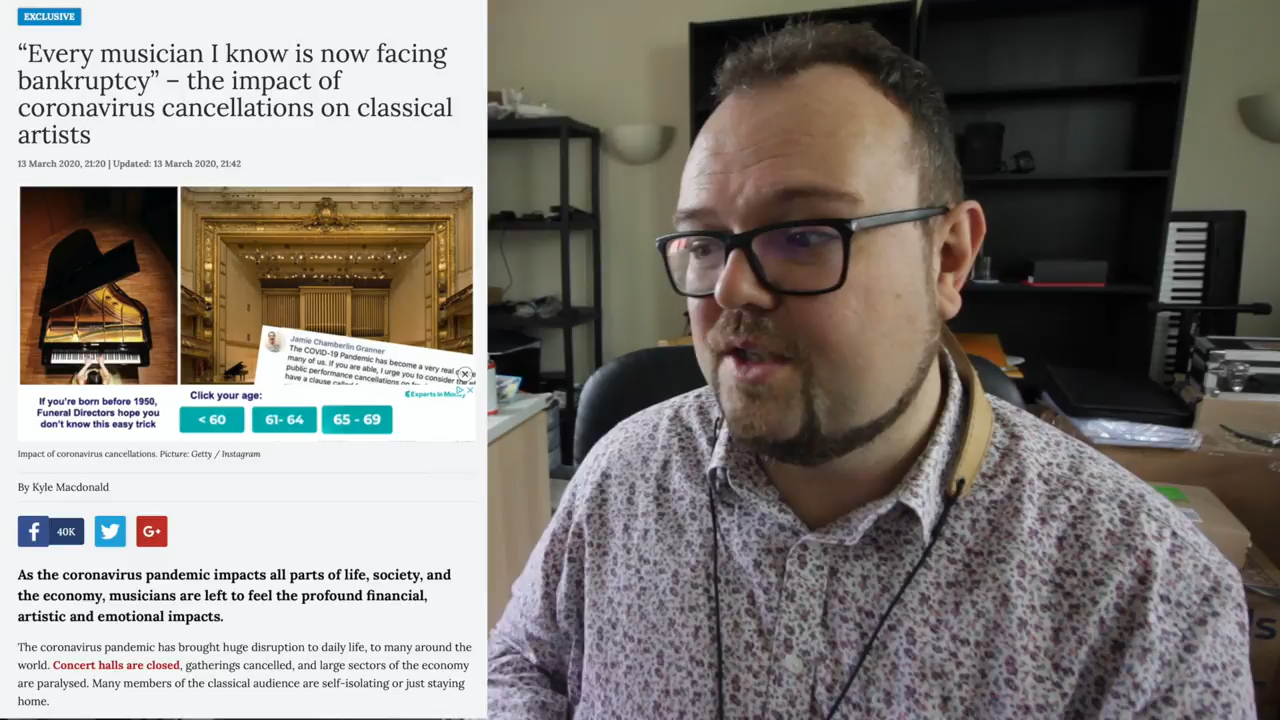 EXCLUSIVE
“Every musician I know is now facing
bankruptcy” – the impact of
coronavirus cancellations on classical
artists
13 March 2020, 21:20 | Updated: 13 March 2020, 21:42
Jamie Chamberlin Granner
The COVID-19 Pandemic has become a very real
many of us. If you are able, I urge you to consider the
public performance cancellations on
have a clause called
If you're born before 1950,
Funeral Directors hope you
don't know this easy trick
Click your age:
< 60
61- 64
65 - 69
Experts in Money
Impact of coronavirus cancellations. Picture: Getty / Instagram
By Kyle Macdonald
40K
G+
As the coronavirus pandemic impacts all parts of life, society, and
the economy, musicians are left to feel the profound financial,
artistic and emotional impacts.
The coronavirus pandemic has brought huge disruption to daily life, to many around the
world. Concert halls are closed, gatherings cancelled, and large sectors of the economy
are paralysed. Many members of the classical audience are self-isolating or just staying
home.